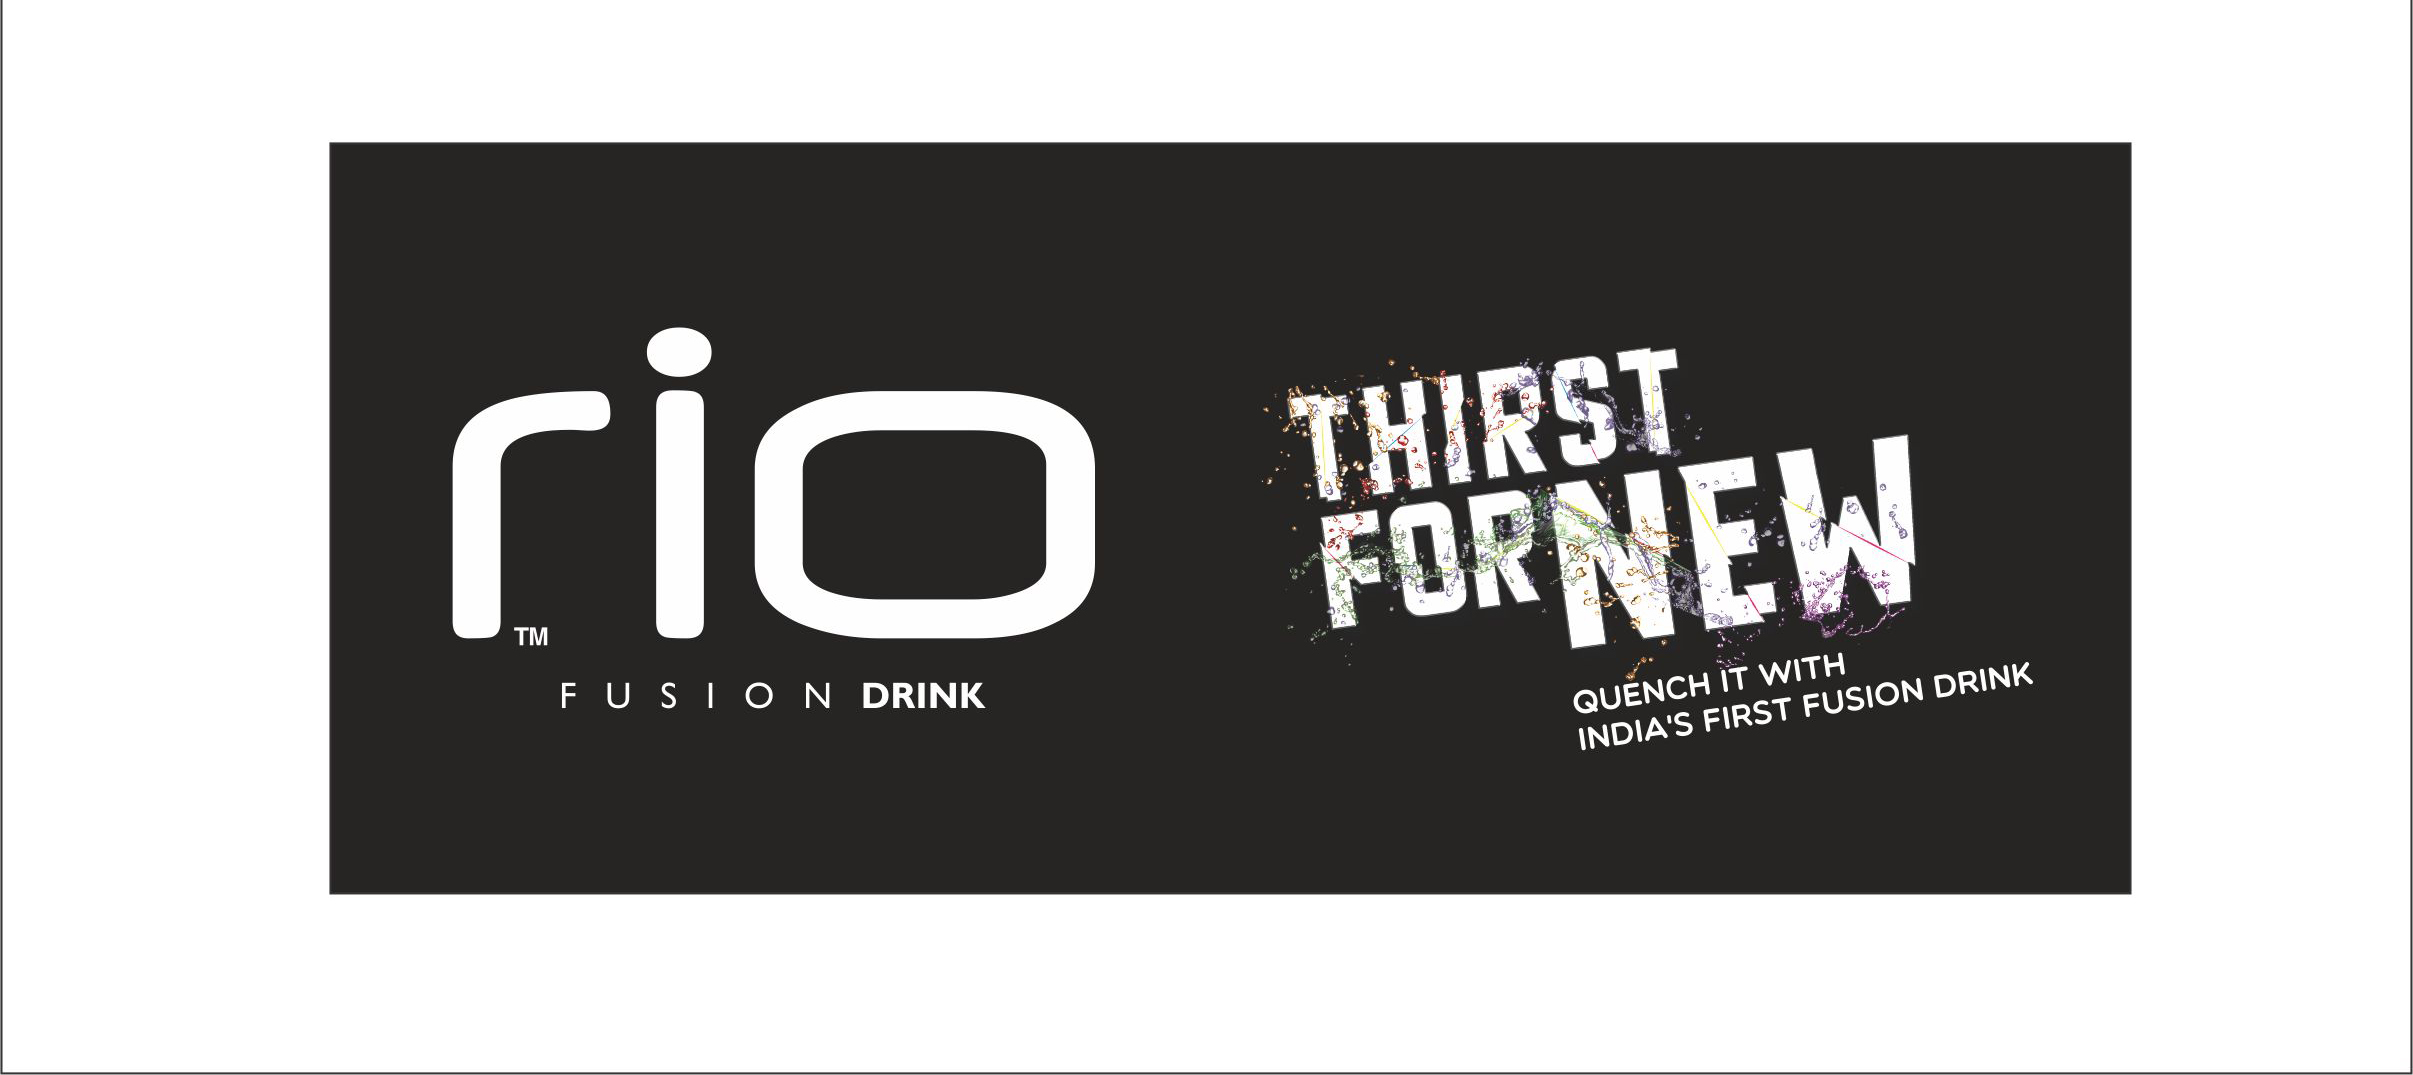 rio
TM
FUSION DRINK
THIRST
FOR NEW
QUENCH IT WITH
INDIA'S FIRST FUSION DRINK